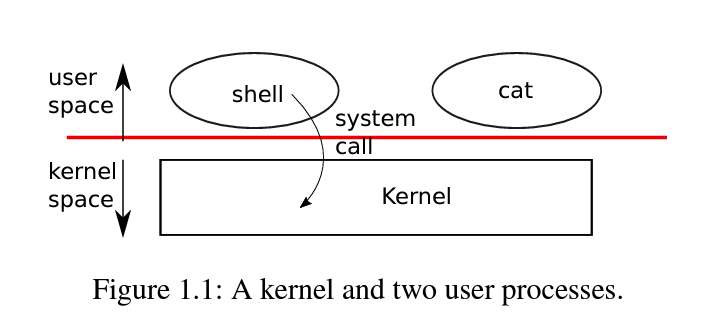 user
space
shell
cat
system
call
kernel
space
Kernel
Figure 1.1: A kernel and two user processes.